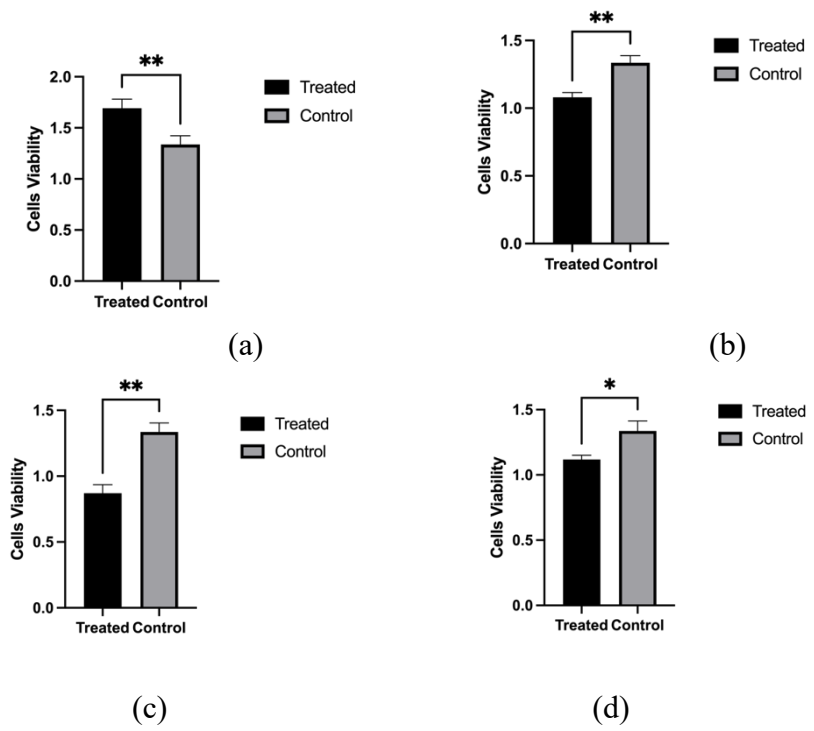 **
2.0
1.5
1.0
0.5
0.0
Cells Viability
Treated Control
Treated
Control
(a)
**
1.5
1.0
0.5
0.0
Cells Viability
Treated Control
Treated
Control
(b)
**
1.5
1.0
0.5
0.0
Cells Viability
Treated Control
Treated
Control
(c)
*
1.5
1.0
0.5
0.0
Cells Viability
Treated Control
Treated
Control
(d)